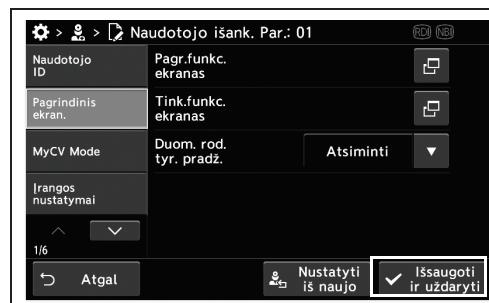 > > Naudotojo išank. Par.: 01 RDI NBI
Naudotojo
ID
Pagr.funkc.
ekranas
Pagrindinis
ekran.
Tink.funkc.
ekranas
MyCV Mode
Duom. rod.
tyr. pradž.
Atsiminti
Įrangos
nustatymai
1/6
Atgal
Nustatyti
iš naujo
Išsaugoti
ir uždaryti